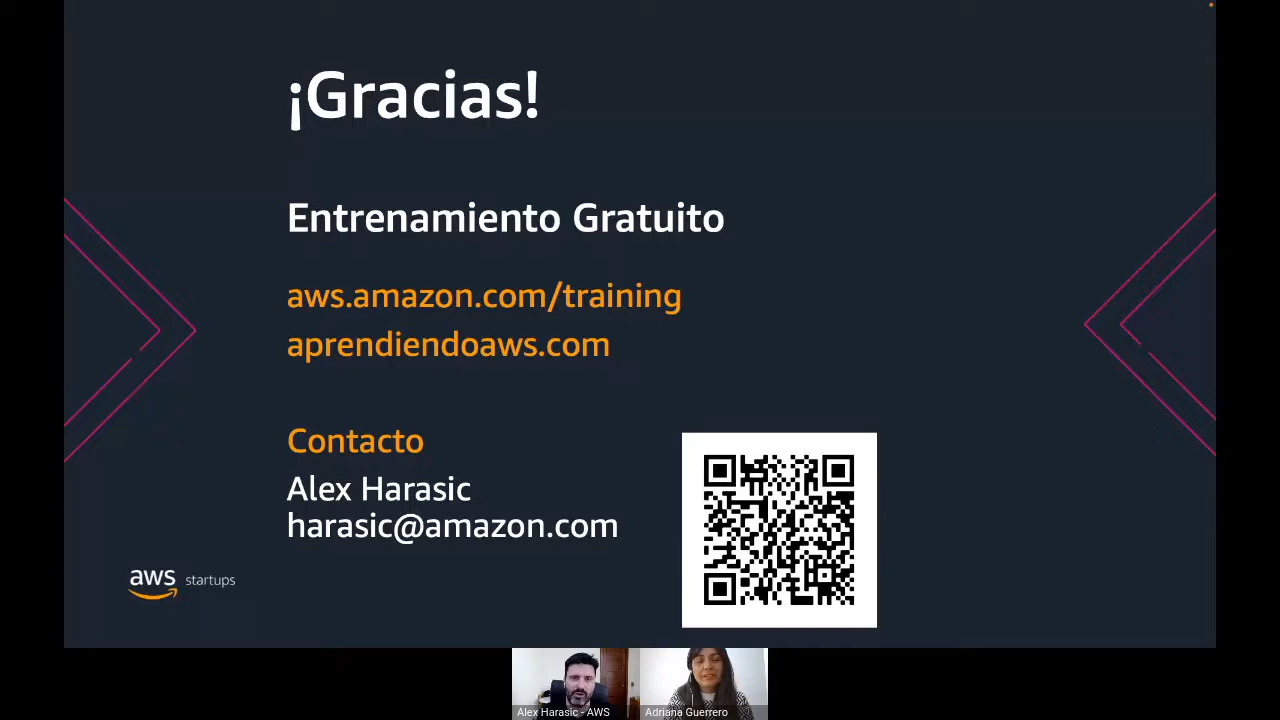 ¡Gracias!
Entrenamiento Gratuito
aws.amazon.com/training
aprendiendoaws.com
Contacto
Alex Harasic
harasic@amazon.com
aws startups
Alex Harasic - AWS
Adriana Guerrero